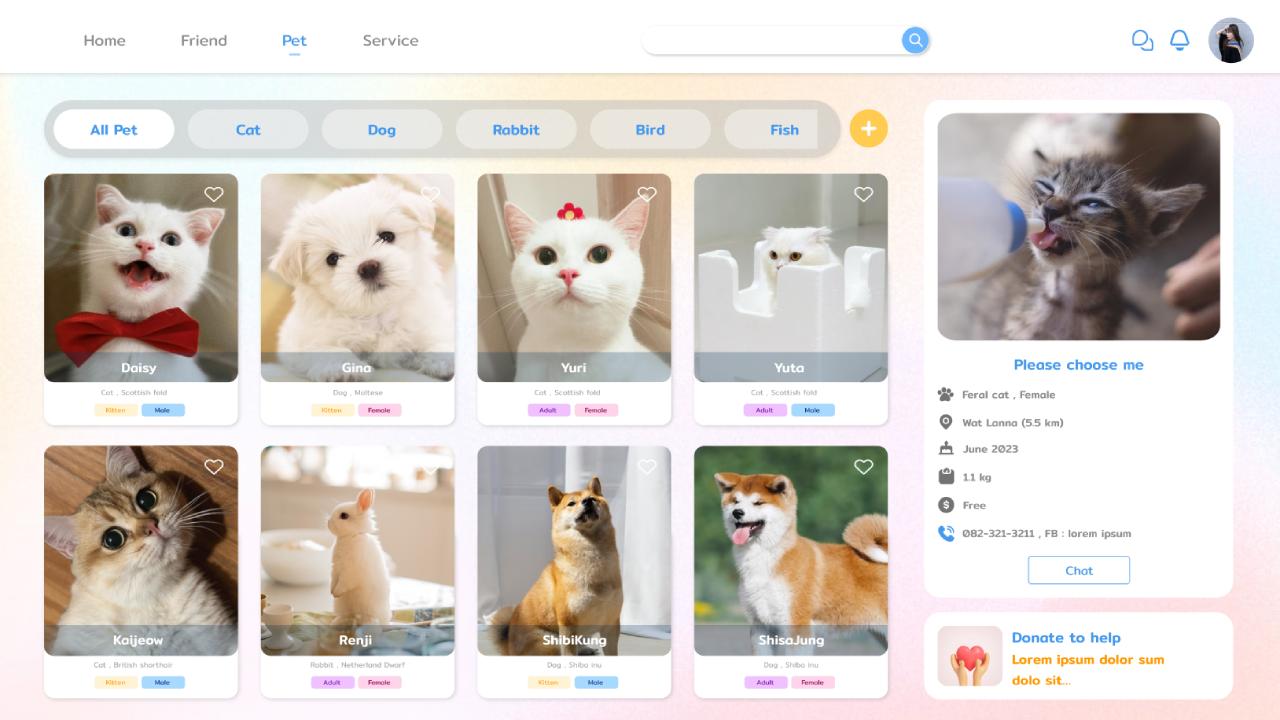 Home Friend Pet Service
All Pet Cat Dog Rabbit Bird Fish
Daisy
Cat , Scottish fold
Kitten Male
Gina
Dog , Maltese
Kitten Female
Yuri
Cat , Scottish fold
Adult Female
Yuta
Cat , Scottish fold
Adult Male
Kaijeow
Cat , British shorthair
Kitten Male
Renji
Rabbit , Netherland Dwarf
Adult Female
ShibiKung
Dog , Shiba inu
Kitten Male
ShisaJung
Dog , Shiba inu
Adult Female
Please choose me
Feral cat , Female
Wat Lanna (5.5 km)
June 2023
1.1 kg
Free
082-321-3211 , FB : lorem ipsum
Chat
Donate to help
Lorem ipsum dolor sum
dolo sit...